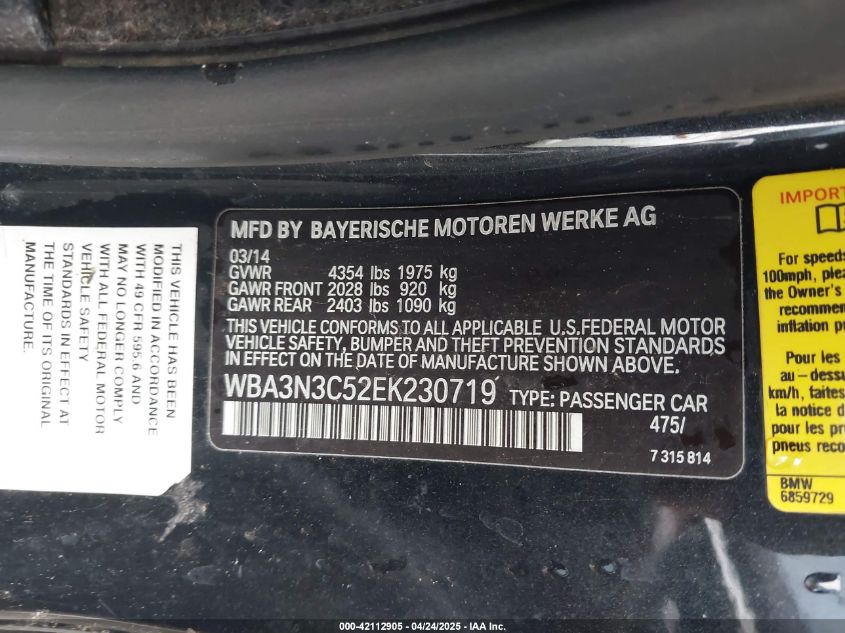 THIS VEHICLE HAS BEEN
MODIFIED IN ACCORDANCE
WITH 49 CFR 595.6 AND
MAY NO LONGER COMPLY
WITH ALL FEDERAL MOTOR
VEHICLE SAFETY
STANDARDS IN EFFECT AT
THE TIME OF ITS ORIGINAL
MANUFACTURE.
MFD BY BAYERISCHE MOTOREN WERKE AG
03/14
GVWR 4354 lbs 1975 kg
GAWR FRONT 2028 lbs 920 kg
GAWR REAR 2403 lbs 1090 kg
THIS VEHICLE CONFORMS TO ALL APPLICABLE U.S.FEDERAL MOTOR
VEHICLE SAFETY, BUMPER AND THEFT PREVENTION STANDARDS
IN EFFECT ON THE DATE OF MANUFACTURE SHOWN ABOVE.
WBA3N3C52EK230719 TYPE: PASSENGER CAR
475/
7 315 814
IMPORT
For speeds
100mph, plea
the Owner's
recommen
inflation pr
Pour les
au-dessu
km/h, faites
la notice d
pour les pr
pneus reco
BMW
6859729
000-42112905 - 04/24/2025 - IAA Inc.